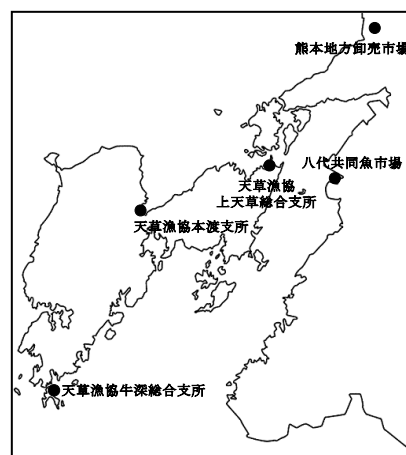 熊本地方卸売市場
八代共同魚市場
天草漁協
上天草総合支所
天草漁協本渡支所
天草漁協牛深総合支所